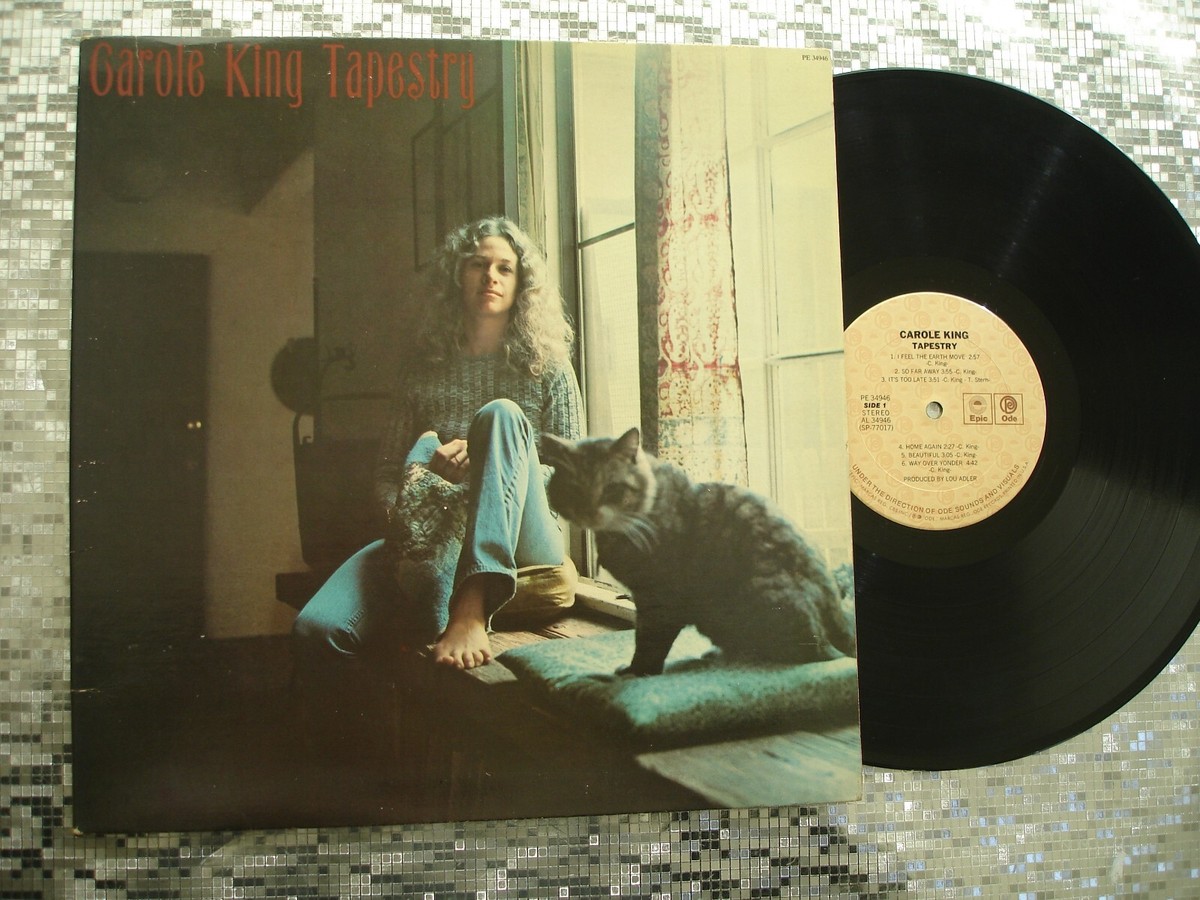 Carole King Tapestry
PE 34946
CAROLE KING
TAPESTRY
1. I FEEL THE EARTH MOVE 2:57
-C. King-
2. SO FAR AWAY 3:55 -C. King-
3. IT'S TOO LATE 3:51 -C. King - T. Stern-
PE 34946
SIDE 1
STEREO
AL 34946
(SP-77017)
Epic
Ode
4. HOME AGAIN 2:27 -C. King-
5. BEAUTIFUL 3:05 -C. King-
6. WAY OVER YONDER 4:42
-C. King-
PRODUCED BY LOU ADLER
UNDER THE DIRECTION OF ODE SOUNDS AND VISUALS